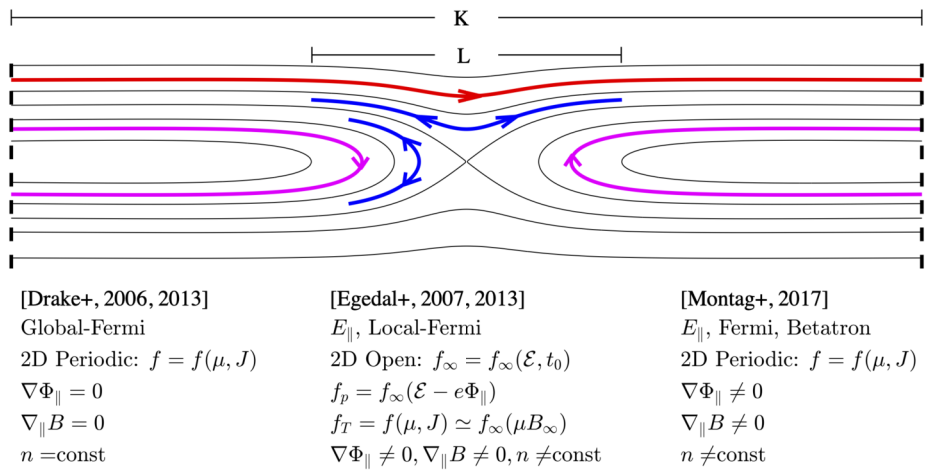 K
L
[Drake+, 2006, 2013]
Global-Fermi
2D Periodic: f = f(μ, J)
∇Φ∥ = 0
∇∥B = 0
n =const
[Egedal+, 2007, 2013]
E∥, Local-Fermi
2D Open: f∞ = f∞(ℰ, t₀)
fₚ = f∞(ℰ − eΦ∥)
f_T = f(μ, J) ≃ f∞(μB∞)
∇Φ∥ ≠ 0, ∇∥B ≠ 0, n ≠const
[Montag+, 2017]
E∥, Fermi, Betatron
2D Periodic: f = f(μ, J)
∇Φ∥ ≠ 0
∇∥B ≠ 0
n ≠const